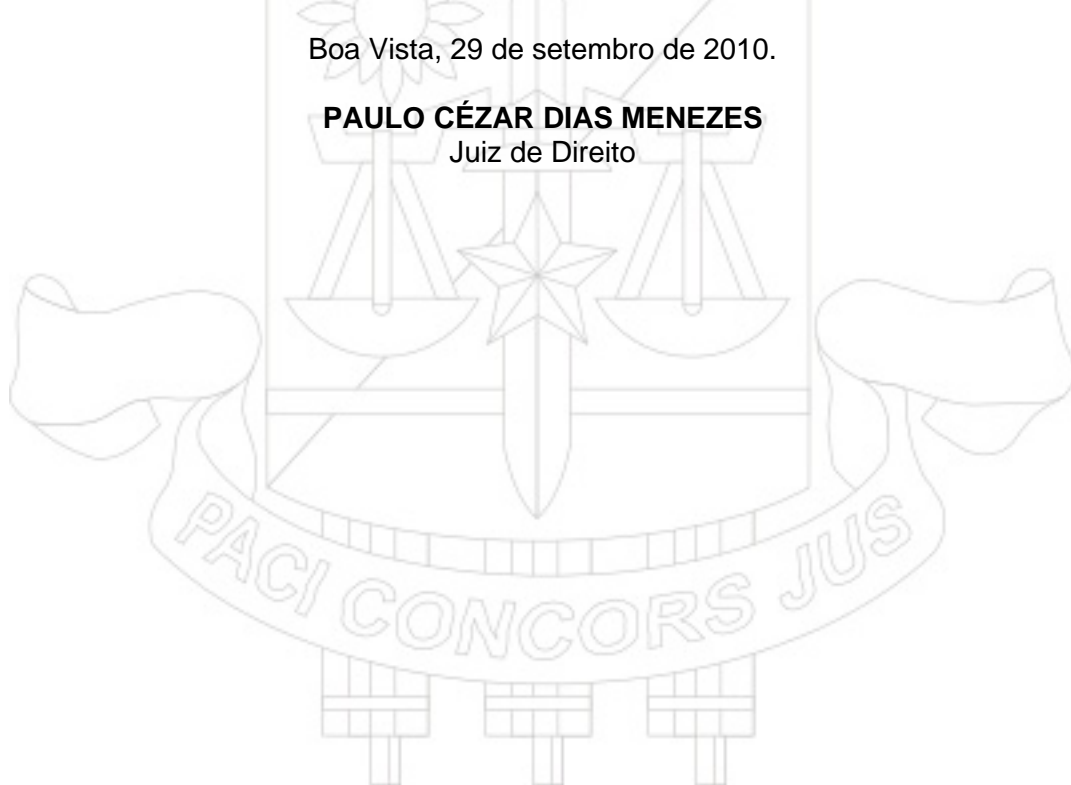 Boa Vista, 29 de setembro de 2010.
PAULO CÉZAR DIAS MENEZES
Juiz de Direito
PACI CONCORS JUS